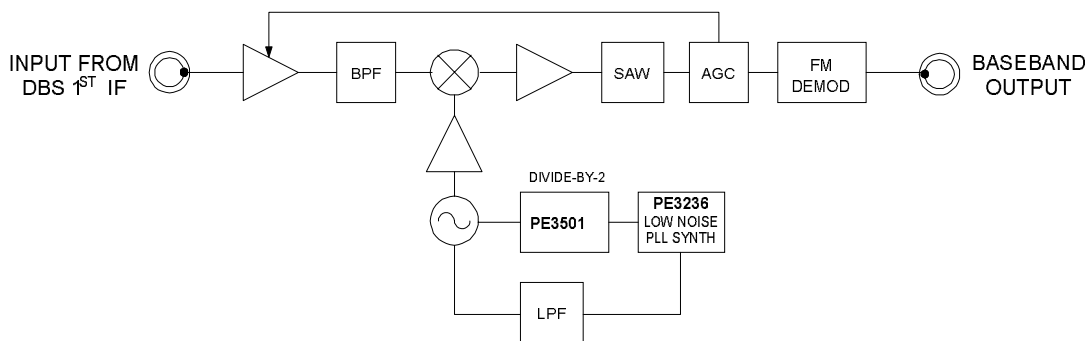 INPUT FROM
DBS 1ST IF
BPF
SAW
AGC
FM
DEMOD
BASEBAND
OUTPUT
DIVIDE-BY-2
PE3501
PE3236
LOW NOISE
PLL SYNTH
LPF